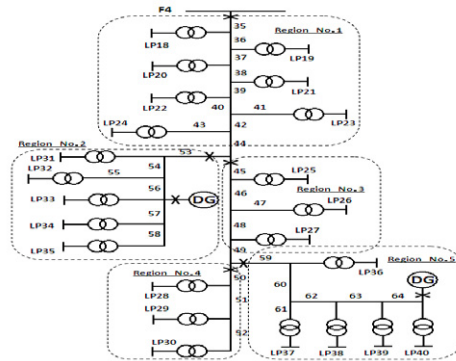 F4
35
36
Region No.1
LP18
37
LP19
38
LP20
LP21
39
LP22
40
41
LP23
LP24
43
42
44
Region No.2
53
LP31
54
45
LP25
LP32
55
46
Region No.3
56
LP26
LP33
DG
47
57
48
LP27
LP34
58
49
LP35
59
Region No.5
50
LP36
Region No.4
DG
60
LP28
51
62
63
64
LP29
61
52
LP30
LP37
LP38
LP39
LP40